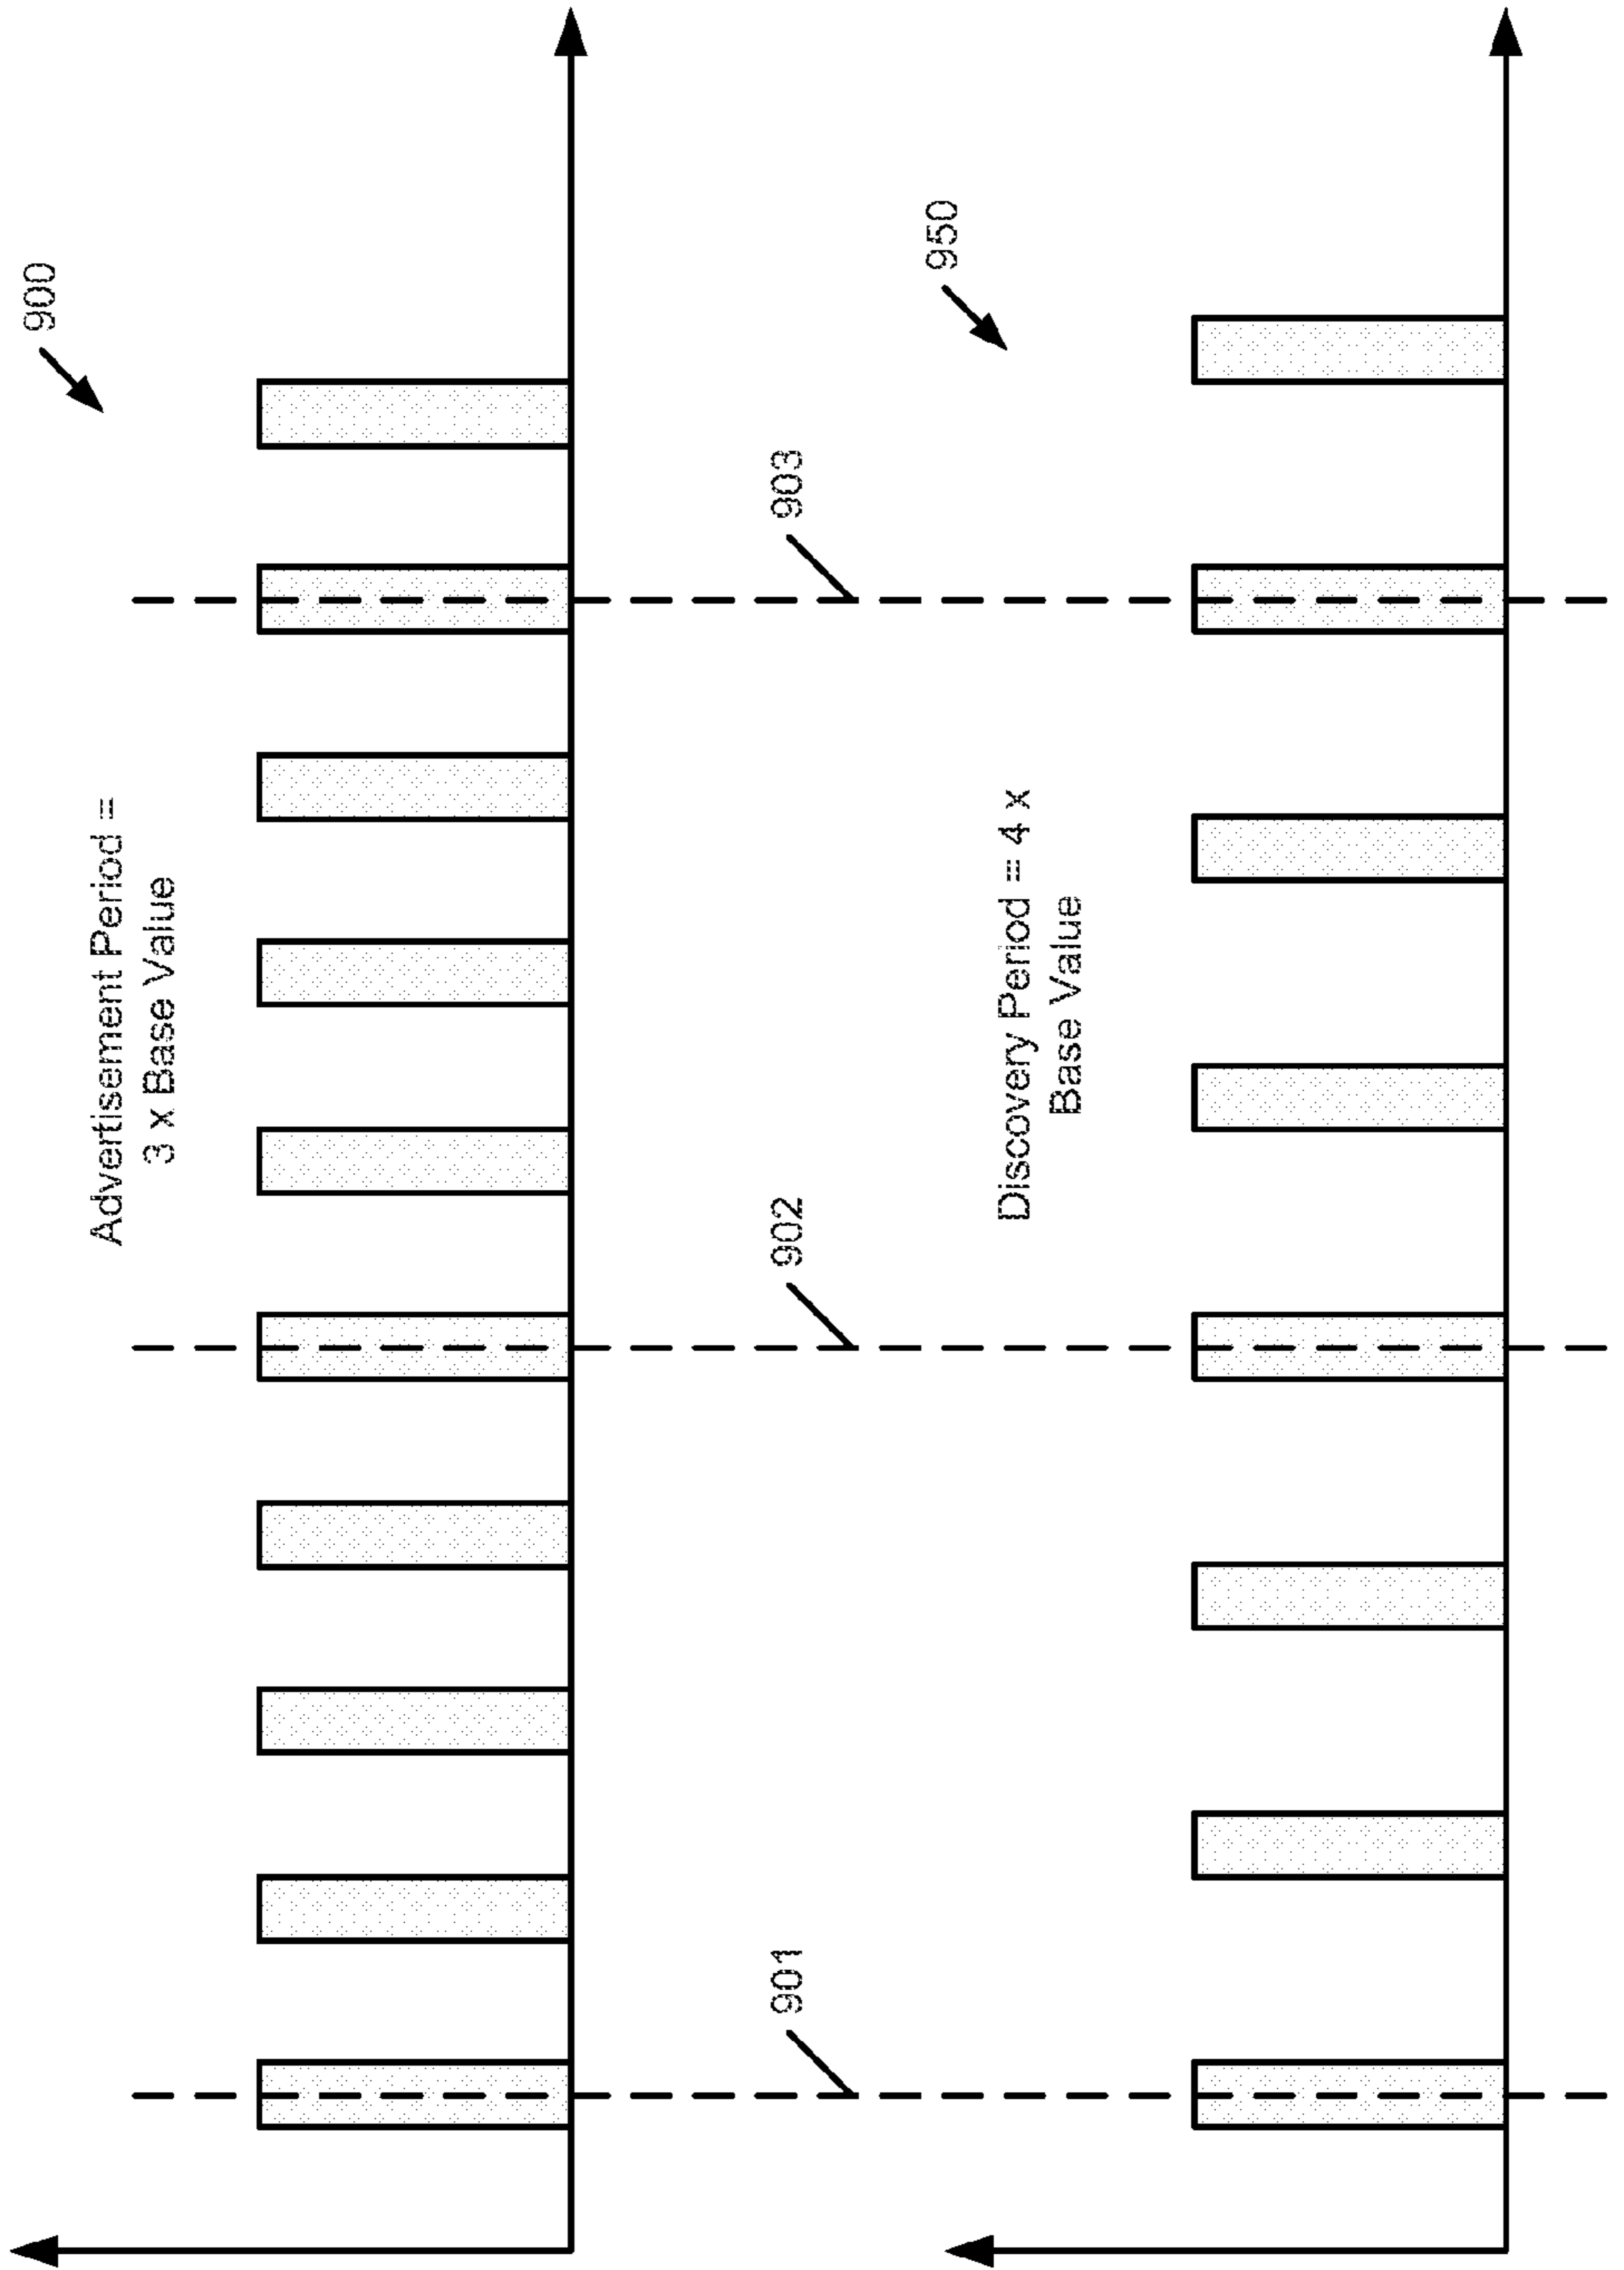 900
Advertisement Period =
3 x Base Value
901
902
903
950
Discovery Period = 4 x
Base Value